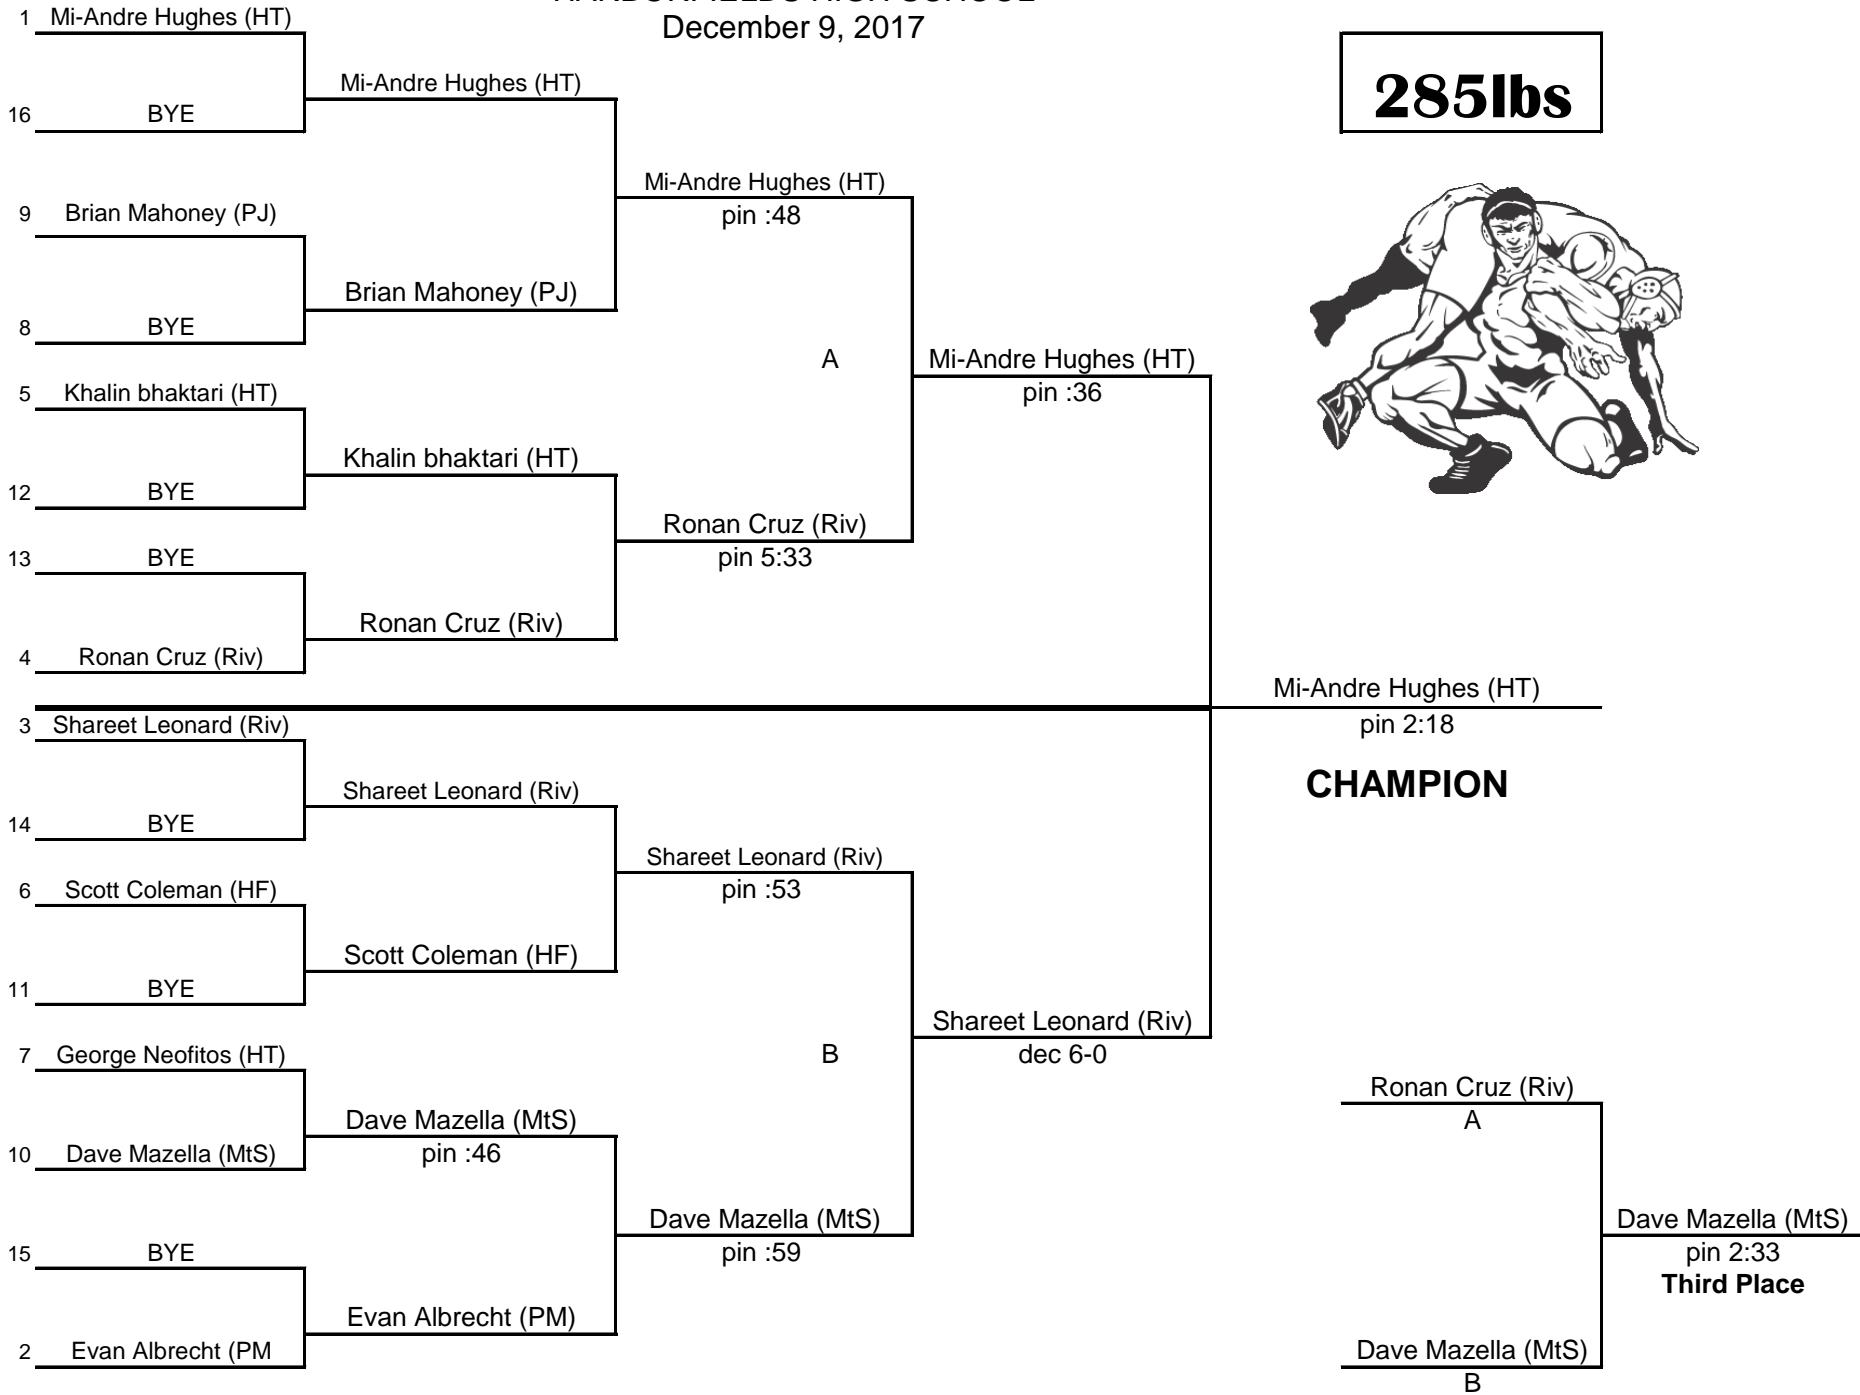 December 9, 2017
285lbs
1 Mi-Andre Hughes (HT)
16 BYE
9 Brian Mahoney (PJ)
8 BYE
5 Khalin bhaktari (HT)
12 BYE
13 BYE
4 Ronan Cruz (Riv)
3 Shareet Leonard (Riv)
14 BYE
6 Scott Coleman (HF)
11 BYE
7 George Neofitos (HT)
10 Dave Mazella (MtS)
15 BYE
2 Evan Albrecht (PM
Mi-Andre Hughes (HT)
Brian Mahoney (PJ)
Khalin bhaktari (HT)
Ronan Cruz (Riv)
Shareet Leonard (Riv)
Scott Coleman (HF)
Dave Mazella (MtS)
pin :46
Evan Albrecht (PM)
Mi-Andre Hughes (HT)
pin :48
Ronan Cruz (Riv)
pin 5:33
Shareet Leonard (Riv)
pin :53
Dave Mazella (MtS)
pin :59
A
B
Mi-Andre Hughes (HT)
pin :36
Shareet Leonard (Riv)
dec 6-0
Mi-Andre Hughes (HT)
pin 2:18
CHAMPION
Ronan Cruz (Riv)
A
Dave Mazella (MtS)
B
Dave Mazella (MtS)
pin 2:33
Third Place